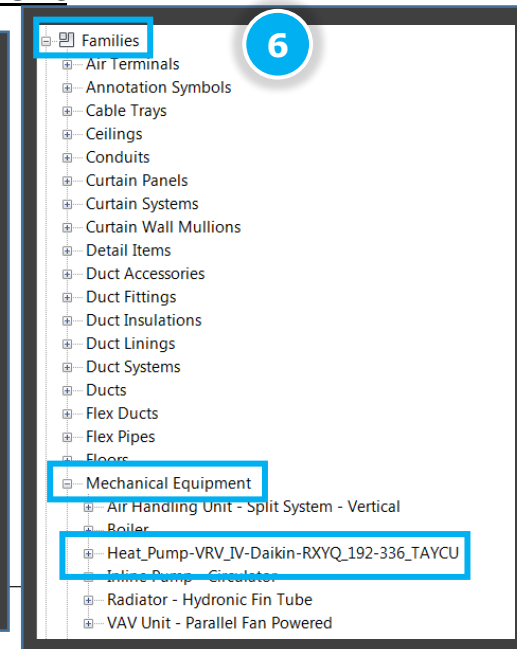 Families
6
Air Terminals
Annotation Symbols
Cable Trays
Ceilings
Conduits
Curtain Panels
Curtain Systems
Curtain Wall Mullions
Detail Items
Duct Accessories
Duct Fittings
Duct Insulations
Duct Linings
Duct Systems
Ducts
Flex Ducts
Flex Pipes
Floors
Mechanical Equipment
Air Handling Unit - Split System - Vertical
Boiler
Heat_Pump-VRV_IV-Daikin-RXYQ_192-336_TAYCU
Inline Pump - Circulator
Radiator - Hydronic Fin Tube
VAV Unit - Parallel Fan Powered